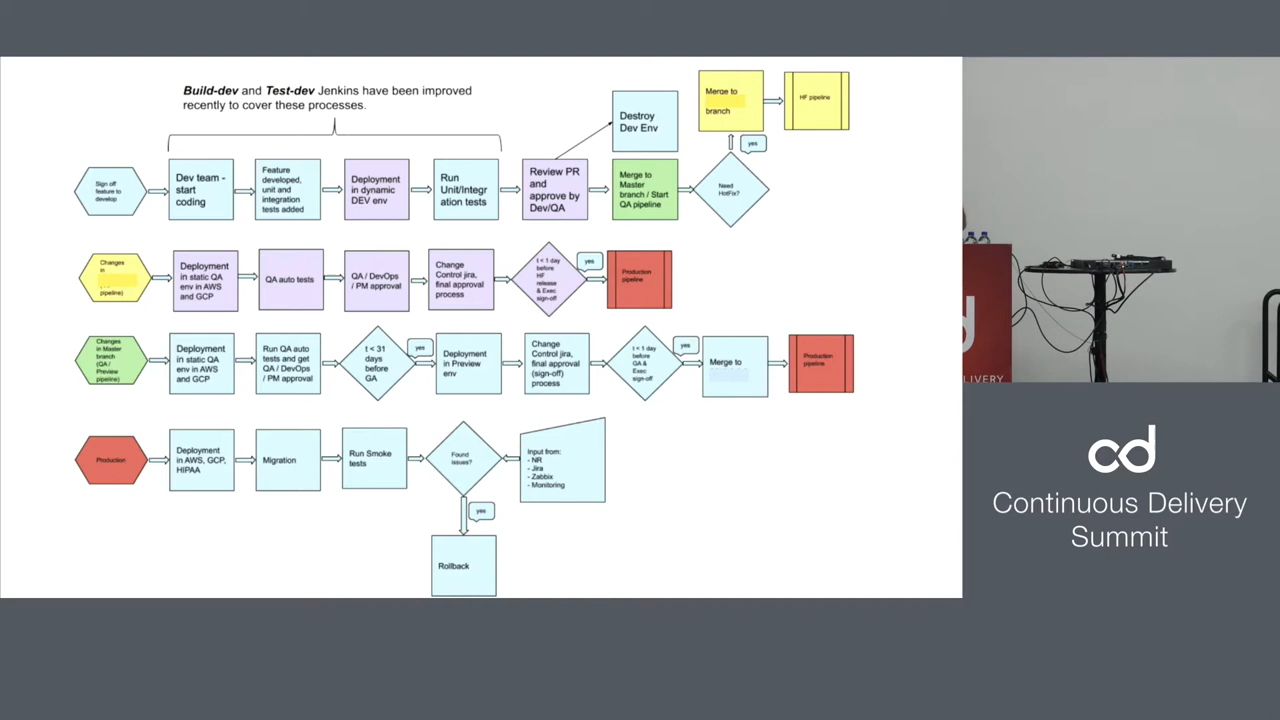 Build-dev and Test-dev Jenkins have been improved
recently to cover these processes.
Sign off
feature to
develop
Dev team -
start
coding
Feature
developed,
unit and
integration
tests added
Deployment
in dynamic
DEV env
Run
Unit/Integr
ation tests
Review PR
and
approve by
Dev/QA
Destroy
Dev Env
Merge to
Master
branch / Start
QA pipeline
Need
HotFix?
yes
Merge to
branch
HF pipeline
Changes
in
pipeline)
Deployment
in static QA
env in AWS
and GCP
QA auto tests
QA / DevOps
/ PM approval
Change
Control jira,
final approval
process
t < 1 day
before
HF
release
& Exec
sign-off
yes
Production
pipeline
Changes
in Master
branch
(QA /
Preview
pipeline)
Deployment
in static QA
env in AWS
and GCP
Run QA auto
tests and get
QA / DevOps
/ PM approval
t < 31
days
before
GA
yes
Deployment
in Preview
env
Change
Control jira,
final approval
(sign-off)
process
t < 1 day
before
GA &
Exec
sign-off
yes
Merge to
Production
pipeline
Production
Deployment
in AWS, GCP,
HIPAA
Migration
Run Smoke
tests
Found
issues?
Input from:
- NR
- Jira
- Zabbix
- Monitoring
yes
Rollback
d
DELIVERY
cd
Continuous Delivery
Summit